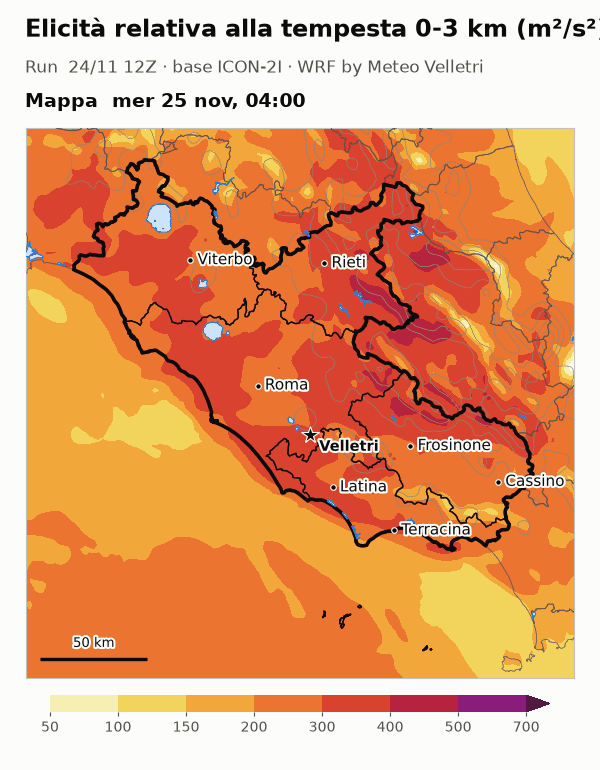 Elicità relativa alla tempesta 0-3 km (m²/s²)
Run  24/11 12Z · base ICON-2I · WRF by Meteo Velletri
Mappa  mer 25 nov, 04:00
Viterbo
Rieti
Roma
Velletri
Frosinone
Latina
Cassino
Terracina
50 km
50 100 150 200 300 400 500 700